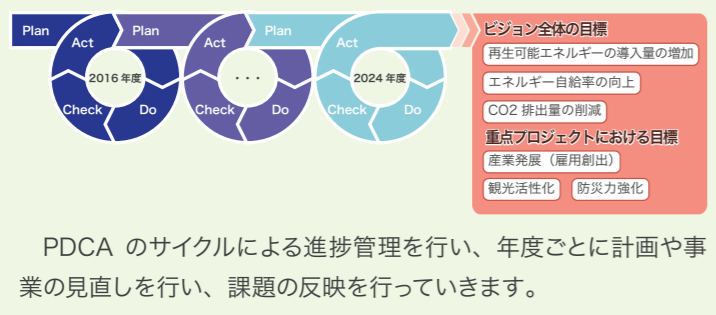 Plan
Act
2016 年度
Check
Do
Plan
Act
・・・
Check
Do
Plan
Act
2024 年度
Check
Do
ビジョン全体の目標
再生可能エネルギーの導入量の増加
エネルギー自給率の向上
CO2 排出量の削減
重点プロジェクトにおける目標
産業発展（雇用創出）
観光活性化 防災力強化
PDCA のサイクルによる進捗管理を行い、年度ごとに計画や事
業の見直しを行い、課題の反映を行っていきます。